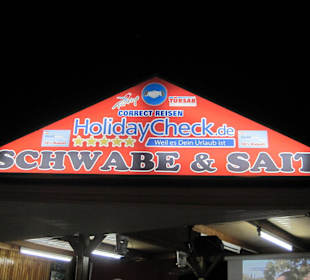 TÜRSAB
CORRECT REISEN
HolidayCheck.de
Weil es Dein Urlaub ist
SCHWABE & SAIT